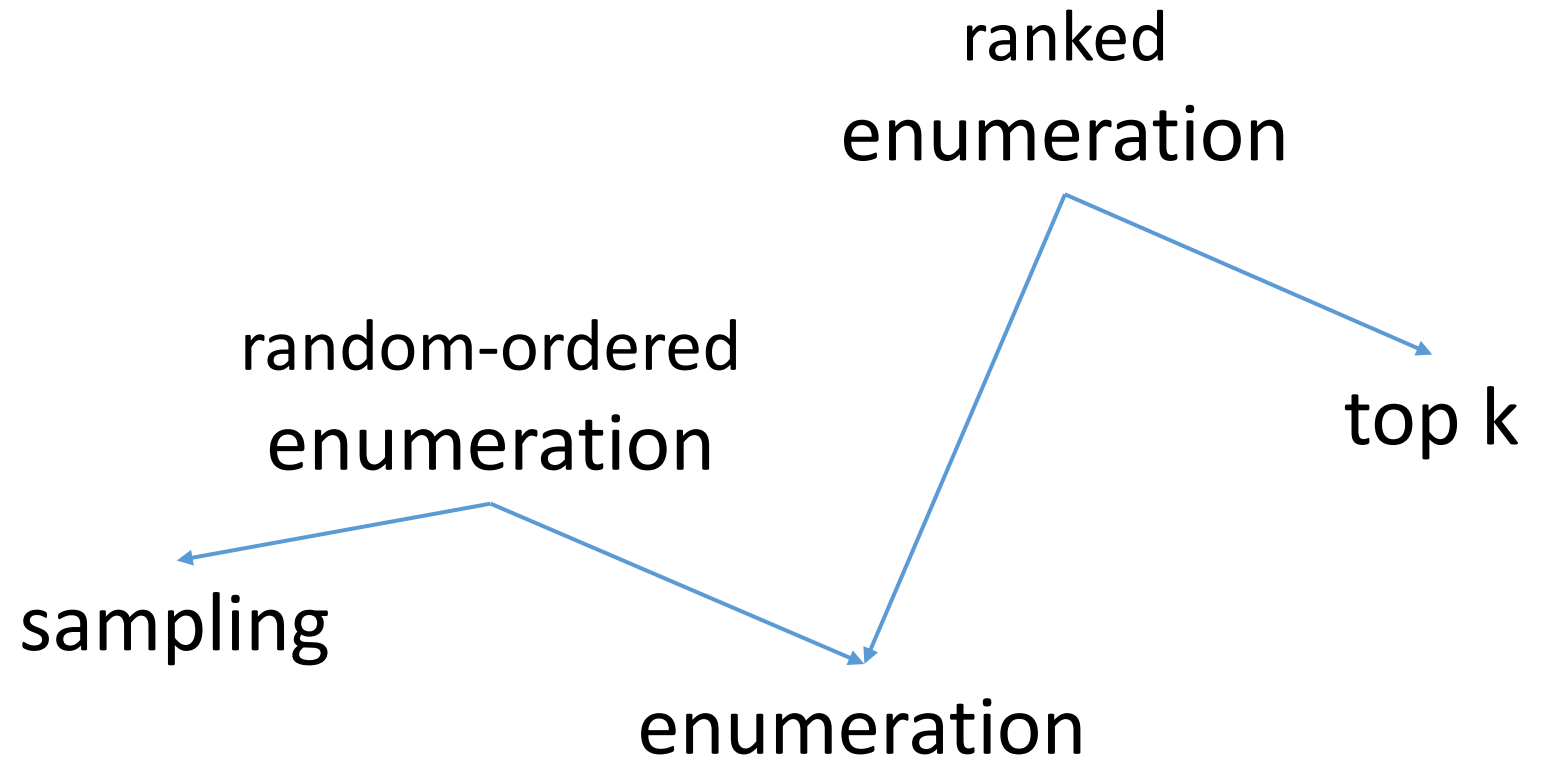 ranked
enumeration
random-ordered
enumeration
top k
sampling
enumeration